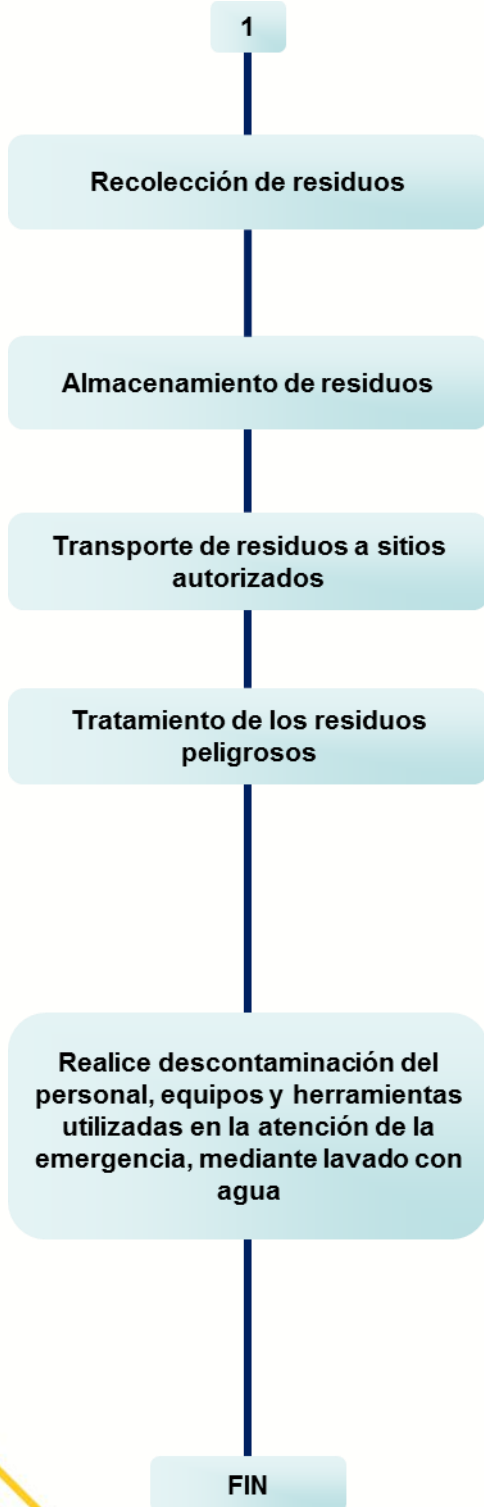 1
Recolección de residuos
Almacenamiento de residuos
Transporte de residuos a sitios
autorizados
Tratamiento de los residuos
peligrosos
Realice descontaminación del
personal, equipos y herramientas
utilizadas en la atención de la
emergencia, mediante lavado con
agua
FIN